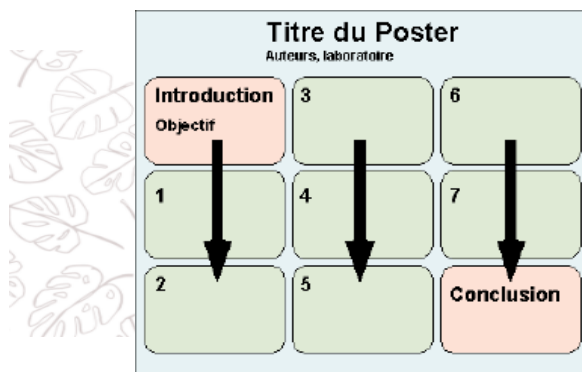 Titre du Poster
Auteurs, laboratoire
Introduction
Objectif
1
2
3
4
5
6
7
Conclusion